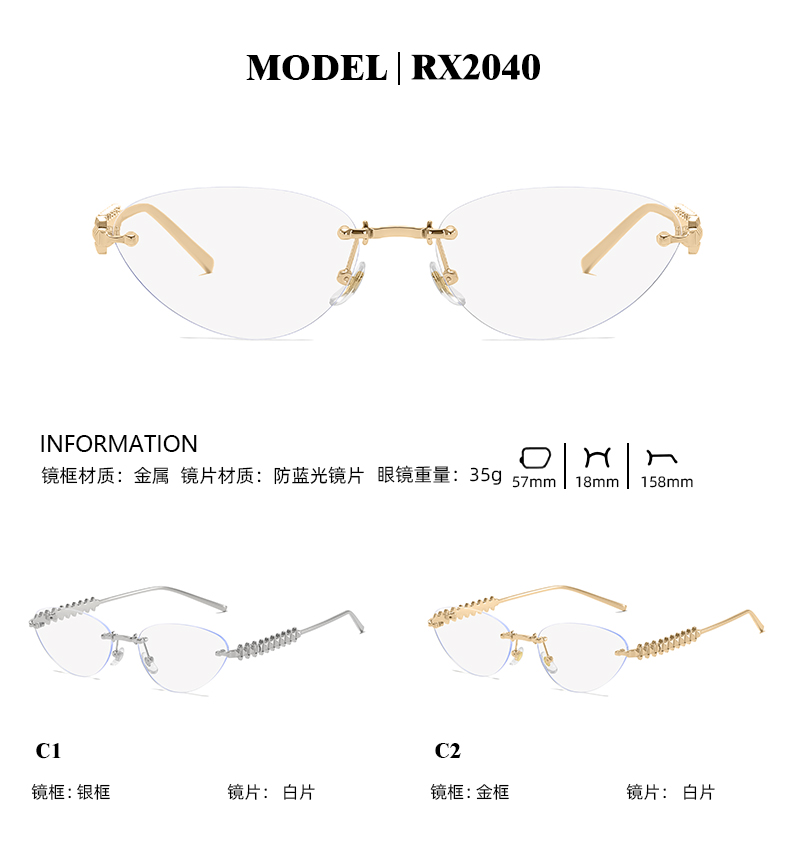 MODEL | RX2040
INFORMATION
镜框材质：金属 镜片材质：防蓝光镜片 眼镜重量：35g
57mm 18mm 158mm
C1
镜框：银框 镜片： 白片
C2
镜框：金框 镜片： 白片